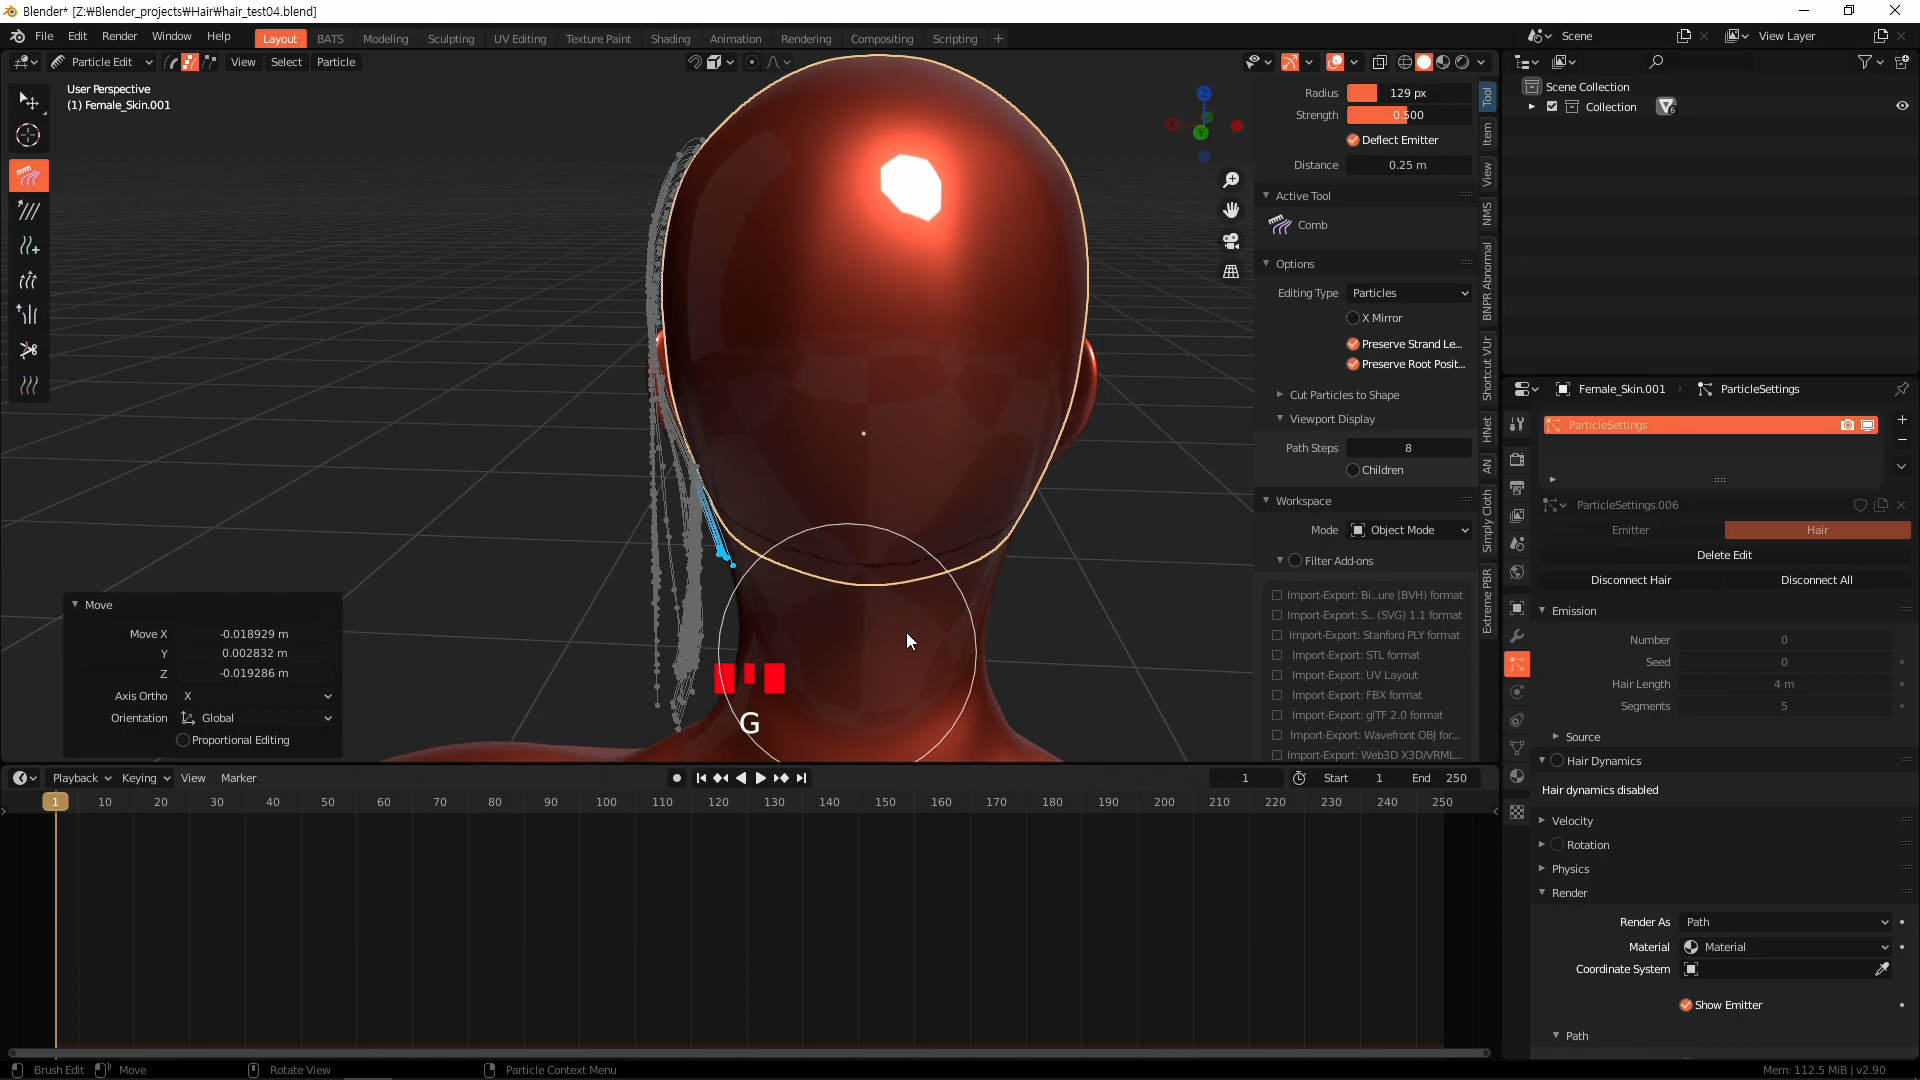 Blender* [Z:₩Blender_projects₩Hair₩hair_test04.blend]
File Edit Render Window Help Layout BATS Modeling Sculpting UV Editing Texture Paint Shading Animation Rendering Compositing Scripting + Scene View Layer
Particle Edit View Select Particle
User Perspective
(1) Female_Skin.001
Z
X
Y
Radius 129 px
Strength 0.500
Deflect Emitter
Distance 0.25 m
Active Tool
Comb
Options
Editing Type Particles
X Mirror
Preserve Strand Le...
Preserve Root Posit...
Cut Particles to Shape
Viewport Display
Path Steps 8
Children
Workspace
Mode Object Mode
Filter Add-ons
Import-Export: Bi...ure (BVH) format
Import-Export: S... (SVG) 1.1 format
Import-Export: Stanford PLY format
Import-Export: STL format
Import-Export: UV Layout
Import-Export: FBX format
Import-Export: glTF 2.0 format
Import-Export: Wavefront OBJ for...
Import-Export: Web3D X3D/VRML...
Tool
Item
View
NMS
BNPR Abnormal
Shortcut VUr
HNet
AN
Simply Cloth
Extreme PBR
Scene Collection
Collection 6
Female_Skin.001 ParticleSettings
ParticleSettings
ParticleSettings.006
Emitter Hair
Delete Edit
Disconnect Hair Disconnect All
Emission
Number 0
Seed 0
Hair Length 4 m
Segments 5
Source
Hair Dynamics
Hair dynamics disabled
Velocity
Rotation
Physics
Render
Render As Path
Material Material
Coordinate System
Show Emitter
Path
Move
Move X -0.018929 m
Y 0.002832 m
Z -0.019286 m
Axis Ortho X
Orientation Global
Proportional Editing
G
Playback Keying View Marker 1 Start 1 End 250
1 10 20 30 40 50 60 70 80 90 100 110 120 130 140 150 160 170 180 190 200 210 220 230 240 250
Brush Edit Move Rotate View Particle Context Menu Mem: 112.5 MiB | v2.90